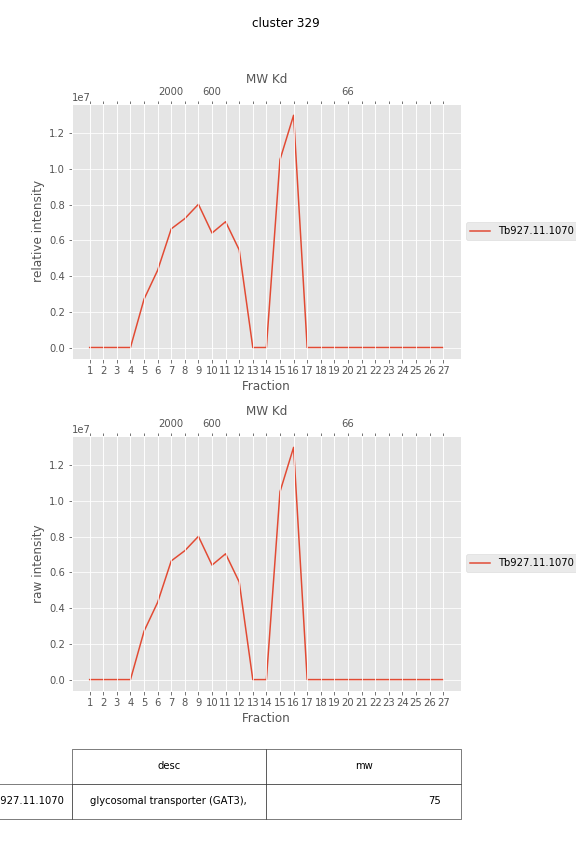 cluster 329
MW Kd
2000 600 66
1e7
1.2
1.0
0.8
0.6
0.4
0.2
0.0
relative intensity
Tb927.11.1070
1 2 3 4 5 6 7 8 9 10 11 12 13 14 15 16 17 18 19 20 21 22 23 24 25 26 27
Fraction
MW Kd
2000 600 66
1e7
1.2
1.0
0.8
0.6
0.4
0.2
0.0
raw intensity
Tb927.11.1070
1 2 3 4 5 6 7 8 9 10 11 12 13 14 15 16 17 18 19 20 21 22 23 24 25 26 27
Fraction
desc mw
927.11.1070 glycosomal transporter (GAT3), 75